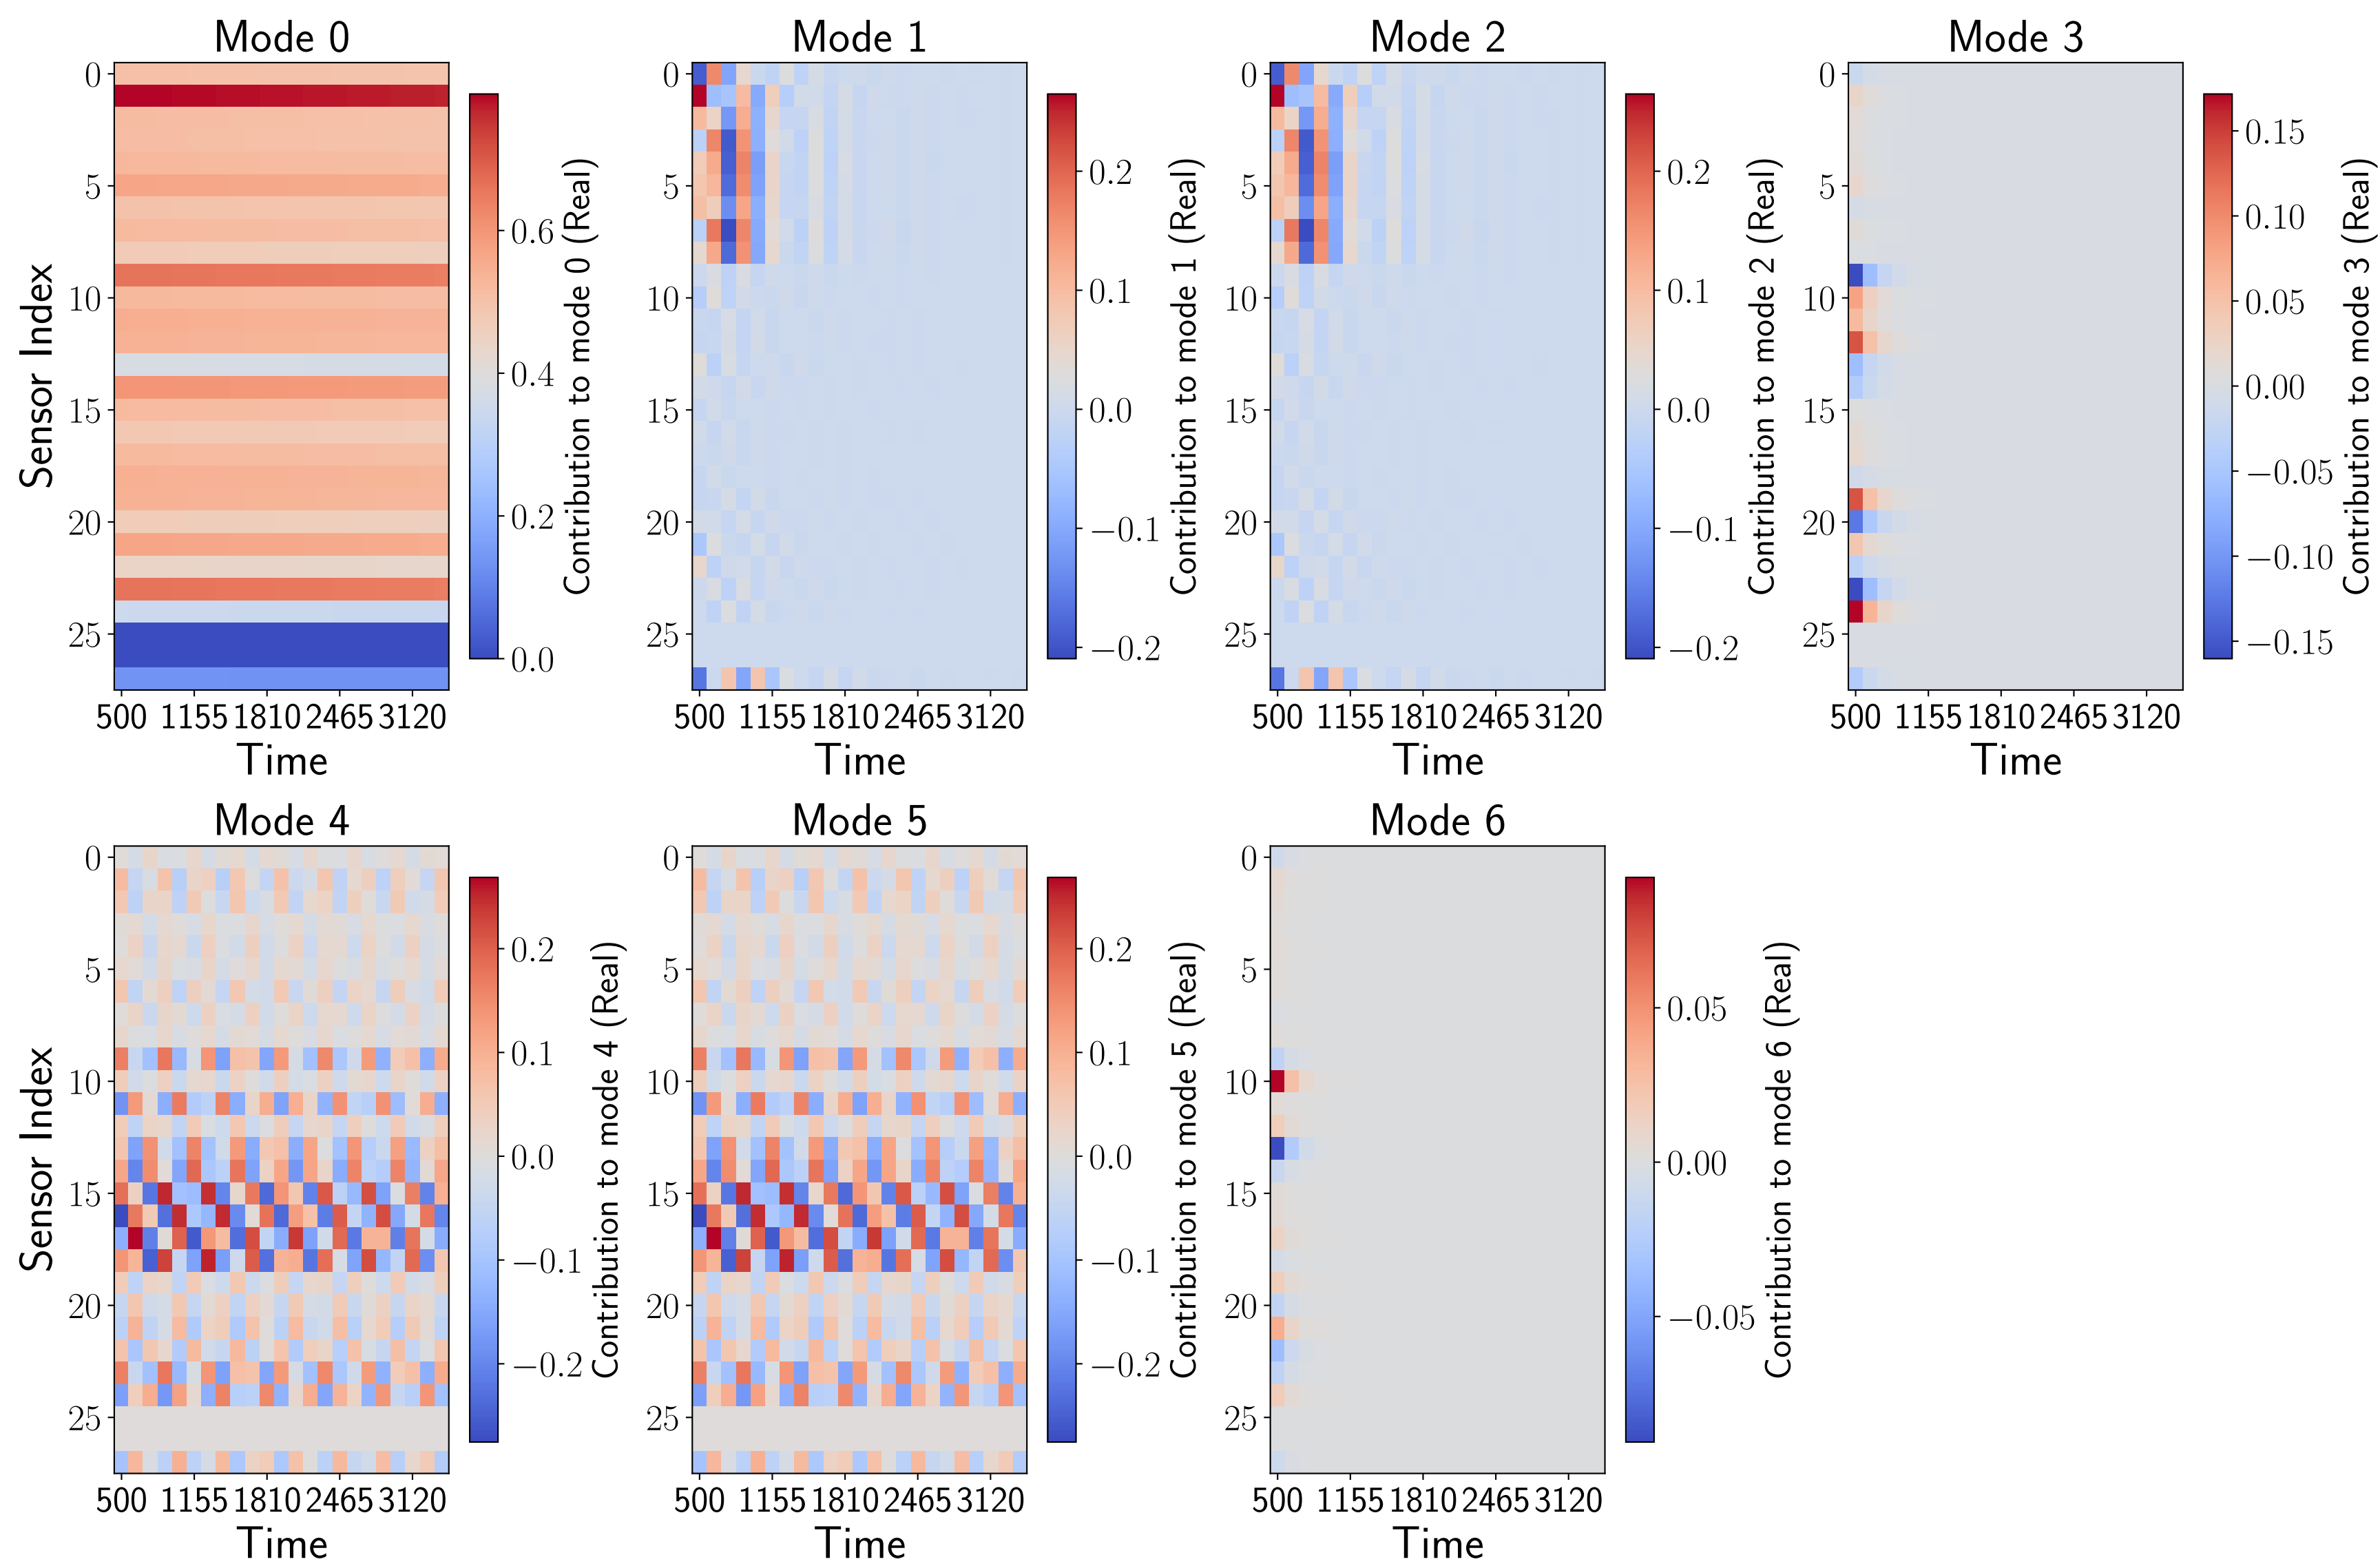 Mode 0
Mode 1
Mode 2
Mode 3
0
5
10
15
20
25
Sensor Index
500 1155 1810 2465 3120
Time
0.6
0.4
0.2
0.0
Contribution to mode 0 (Real)
0
5
10
15
20
25
500 1155 1810 2465 3120
Time
0.2
0.1
0.0
−0.1
−0.2
Contribution to mode 1 (Real)
0
5
10
15
20
25
500 1155 1810 2465 3120
Time
0.2
0.1
0.0
−0.1
−0.2
Contribution to mode 2 (Real)
0
5
10
15
20
25
500 1155 1810 2465 3120
Time
0.15
0.10
0.05
0.00
−0.05
−0.10
−0.15
Contribution to mode 3 (Real)
Mode 4
Mode 5
Mode 6
0
5
10
15
20
25
Sensor Index
500 1155 1810 2465 3120
Time
0.2
0.1
0.0
−0.1
−0.2
Contribution to mode 4 (Real)
0
5
10
15
20
25
500 1155 1810 2465 3120
Time
0.2
0.1
0.0
−0.1
−0.2
Contribution to mode 5 (Real)
0
5
10
15
20
25
500 1155 1810 2465 3120
Time
0.05
0.00
−0.05
Contribution to mode 6 (Real)